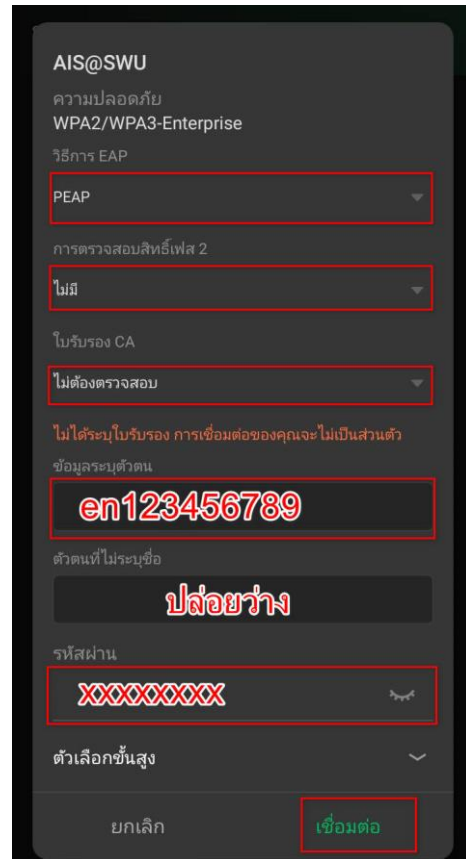 AIS@SWU
ความปลอดภัย
WPA2/WPA3-Enterprise
วิธีการ EAP
PEAP
การตรวจสอบสิทธิ์เฟส 2
ไม่มี
ใบรับรอง CA
ไม่ต้องตรวจสอบ
ไม่ได้ระบุใบรับรอง การเชื่อมต่อของคุณจะไม่เป็นส่วนตัว
ข้อมูลระบุตัวตน
en123456789
ตัวตนที่ไม่ระบุชื่อ
ปล่อยว่าง
รหัสผ่าน
XXXXXXXX
ตัวเลือกขั้นสูง
ยกเลิก เชื่อมต่อ